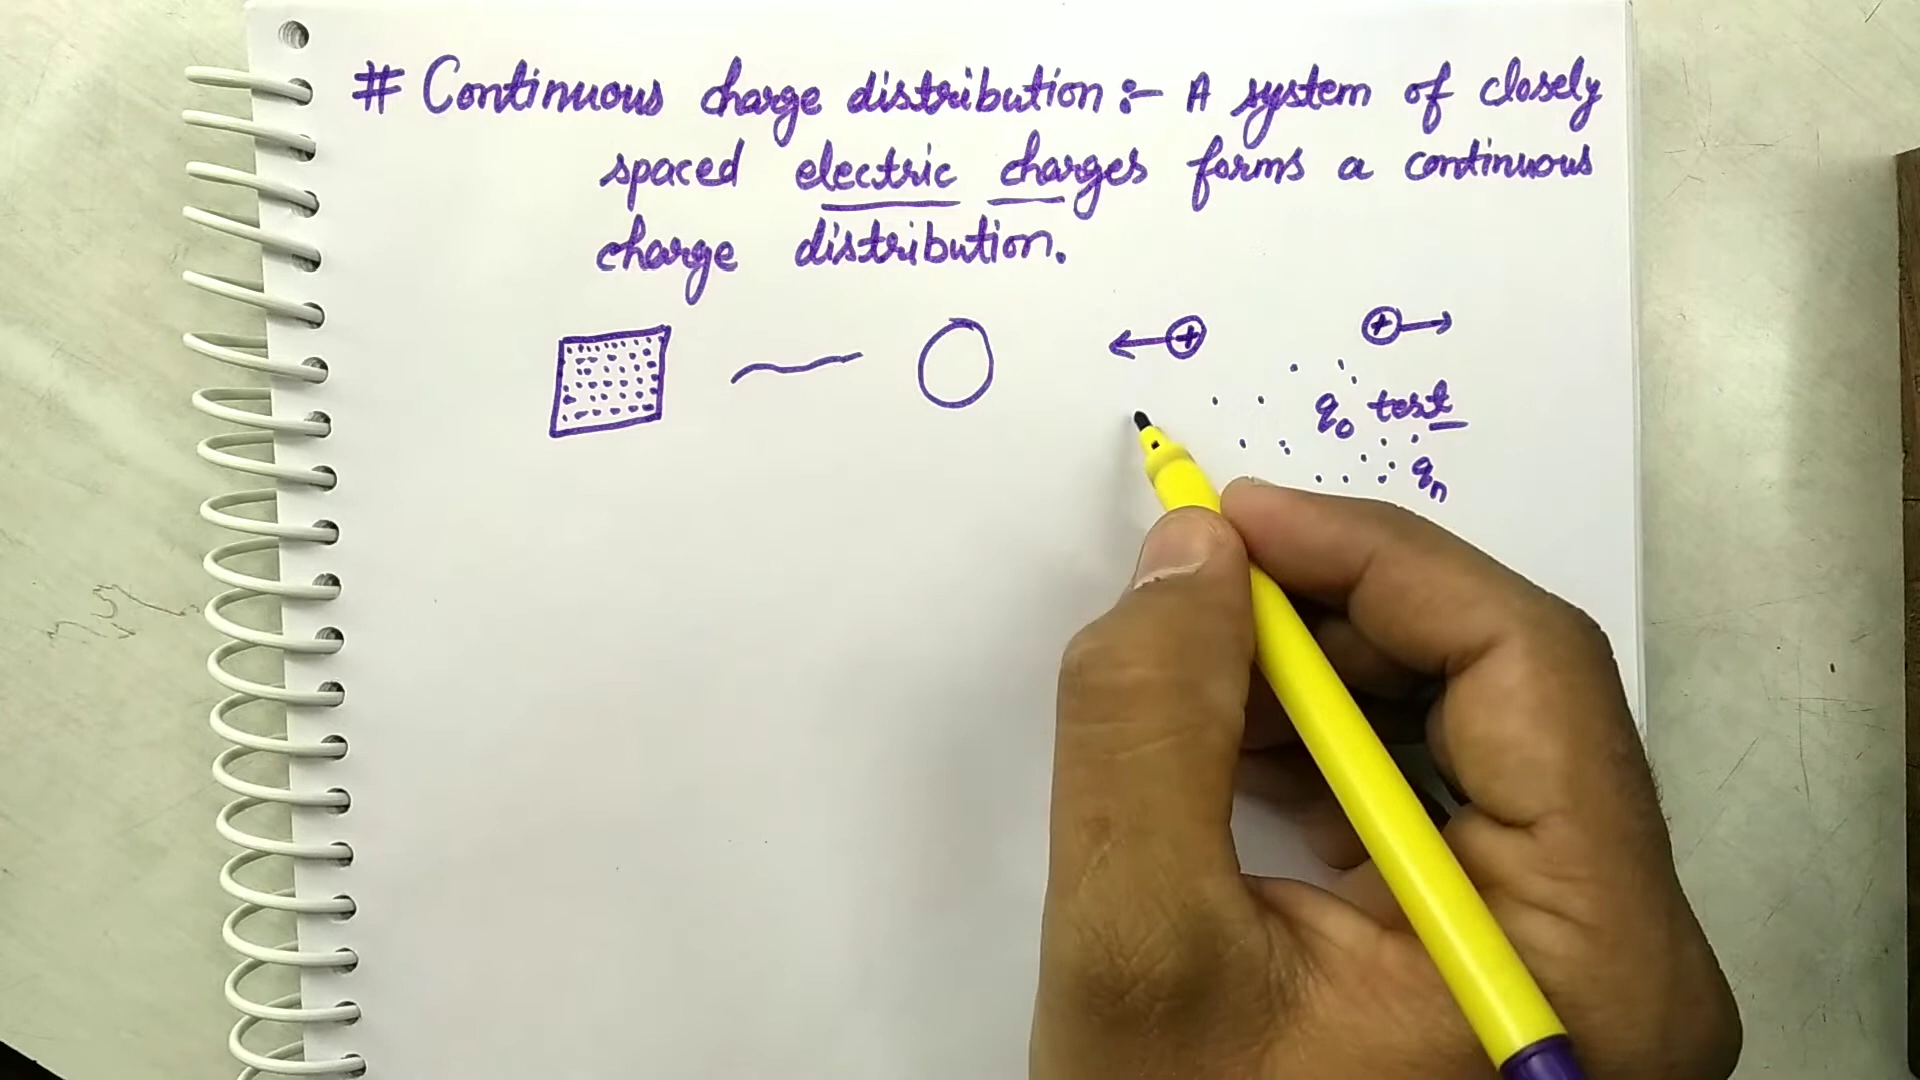 # Continuous charge distribution :- A system of closely
spaced electric charges forms a continuous
charge distribution.
+ +
q₀ test
qₙ